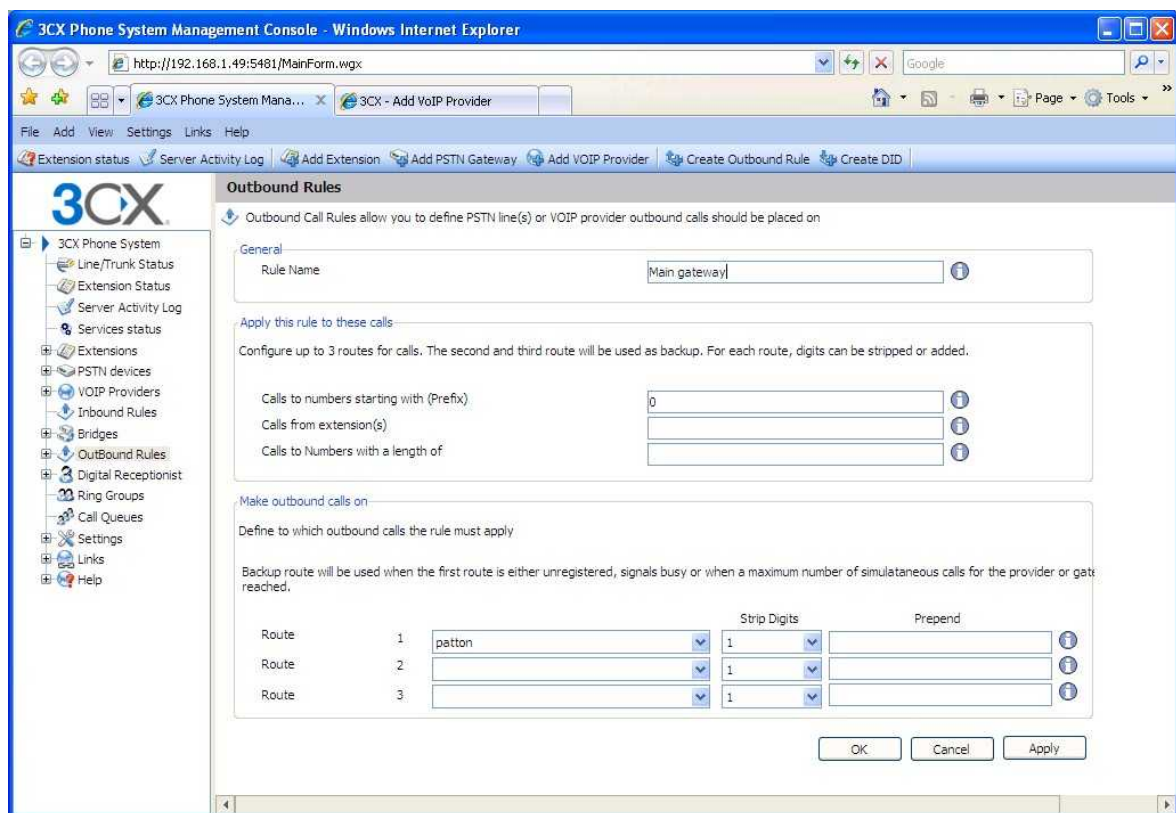 3CX Phone System Management Console - Windows Internet Explorer
http://192.168.1.49:5481/MainForm.wgx
Google
3CX Phone System Mana... X
3CX - Add VoIP Provider
Page
Tools
»
File Add View Settings Links Help
Extension status Server Activity Log Add Extension Add PSTN Gateway Add VOIP Provider Create Outbound Rule Create DID
3CX
3CX Phone System
Line/Trunk Status
Extension Status
Server Activity Log
Services status
Extensions
PSTN devices
VOIP Providers
Inbound Rules
Bridges
OutBound Rules
Digital Receptionist
Ring Groups
Call Queues
Settings
Links
Help
Outbound Rules
Outbound Call Rules allow you to define PSTN line(s) or VOIP provider outbound calls should be placed on
General
Rule Name Main gateway
Apply this rule to these calls
Configure up to 3 routes for calls. The second and third route will be used as backup. For each route, digits can be stripped or added.
Calls to numbers starting with (Prefix) 0
Calls from extension(s)
Calls to Numbers with a length of
Make outbound calls on
Define to which outbound calls the rule must apply
Backup route will be used when the first route is either unregistered, signals busy or when a maximum number of simulataneous calls for the provider or gate
reached.
Strip Digits Prepend
Route 1 patton 1
Route 2 1
Route 3 1
OK Cancel Apply